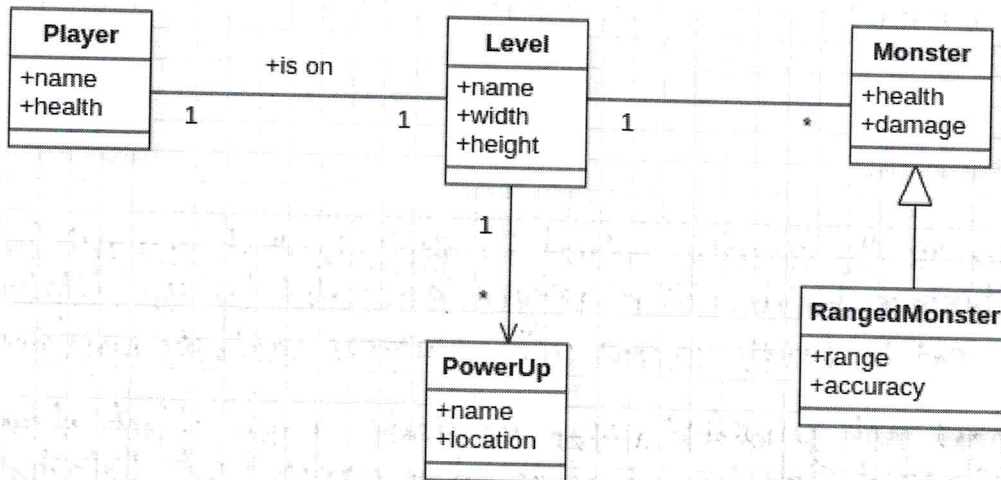 Player
+name
+health
+is on
1
1
Level
+name
+width
+height
1
*
Monster
+health
+damage
1
*
PowerUp
+name
+location
RangedMonster
+range
+accuracy